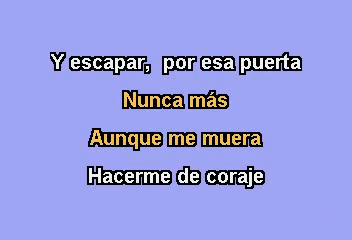 Y escapar,  por esa puerta
Nunca más
Aunque me muera
Hacerme de coraje